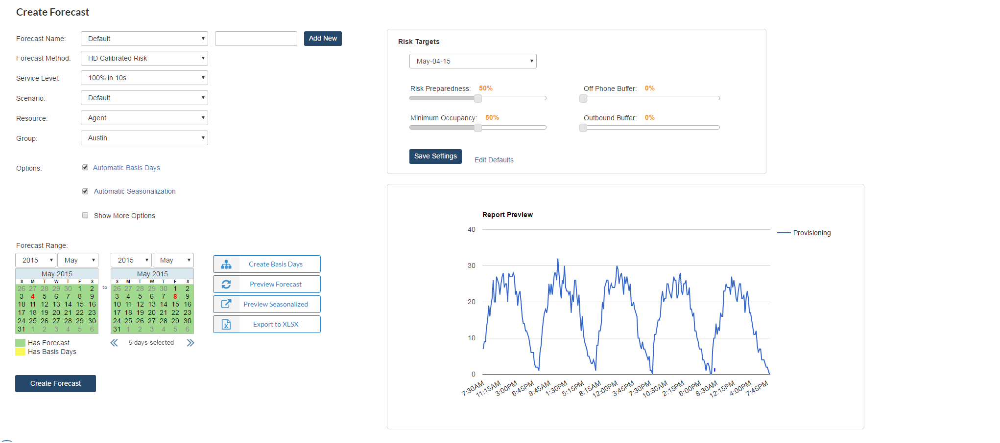 Create Forecast
Forecast Name: Default Add New
Forecast Method: HD Calibrated Risk
Service Level: 100% in 10s
Scenario: Default
Resource: Agent
Group: Austin
Options: Automatic Basis Days
Automatic Seasonalization
Show More Options
Forecast Range:
2015 May 2015 May
May 2015
S M T W T F S
26 27 28 29 30 1 2
3 4 5 6 7 8 9
10 11 12 13 14 15 16
17 18 19 20 21 22 23
24 25 26 27 28 29 30
31 1 2 3 4 5 6
to
May 2015
S M T W T F S
26 27 28 29 30 1 2
3 4 5 6 7 8 9
10 11 12 13 14 15 16
17 18 19 20 21 22 23
24 25 26 27 28 29 30
31 1 2 3 4 5 6
Has Forecast
Has Basis Days
5 days selected
Create Basis Days
Preview Forecast
Preview Seasonalized
Export to XLSX
Create Forecast
Risk Targets
May-04-15
Risk Preparedness: 50% Off Phone Buffer: 0%
Minimum Occupancy: 50% Outbound Buffer: 0%
Save Settings Edit Defaults
Report Preview
Provisioning
40
30
20
10
0
7:30AM 11:15AM 3:00PM 6:45PM 9:45AM 1:30PM 5:15PM 8:15AM 12:00PM 3:45PM 7:30PM 10:30AM 2:15PM 6:00PM 8:30AM 12:15PM 4:00PM 7:45PM